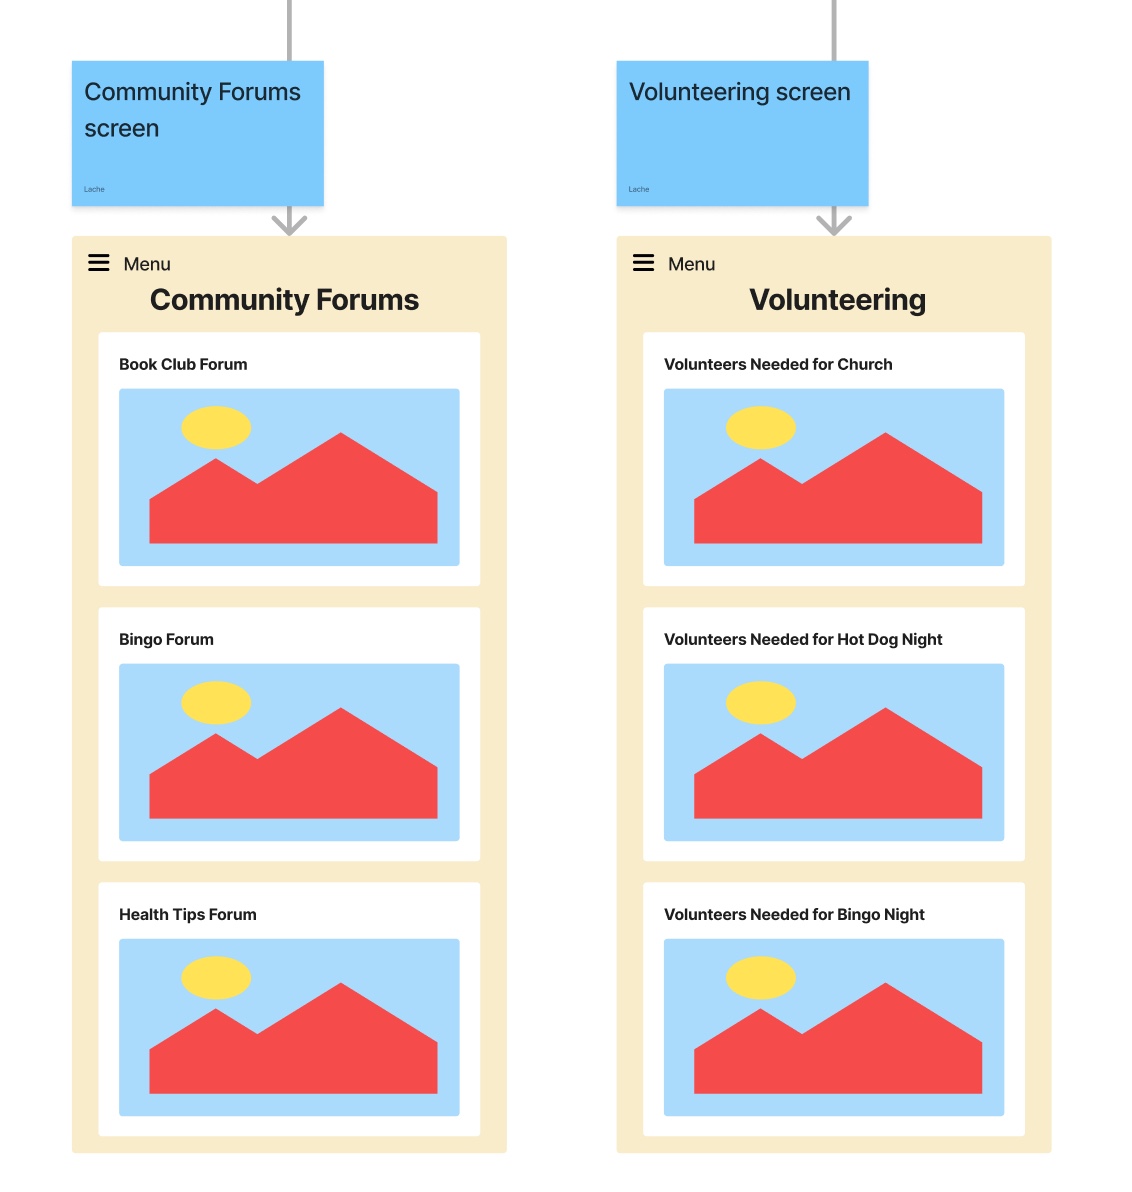 Community Forums
screen
Lache
Menu
Community Forums
Book Club Forum
Bingo Forum
Health Tips Forum
Volunteering screen
Lache
Menu
Volunteering
Volunteers Needed for Church
Volunteers Needed for Hot Dog Night
Volunteers Needed for Bingo Night